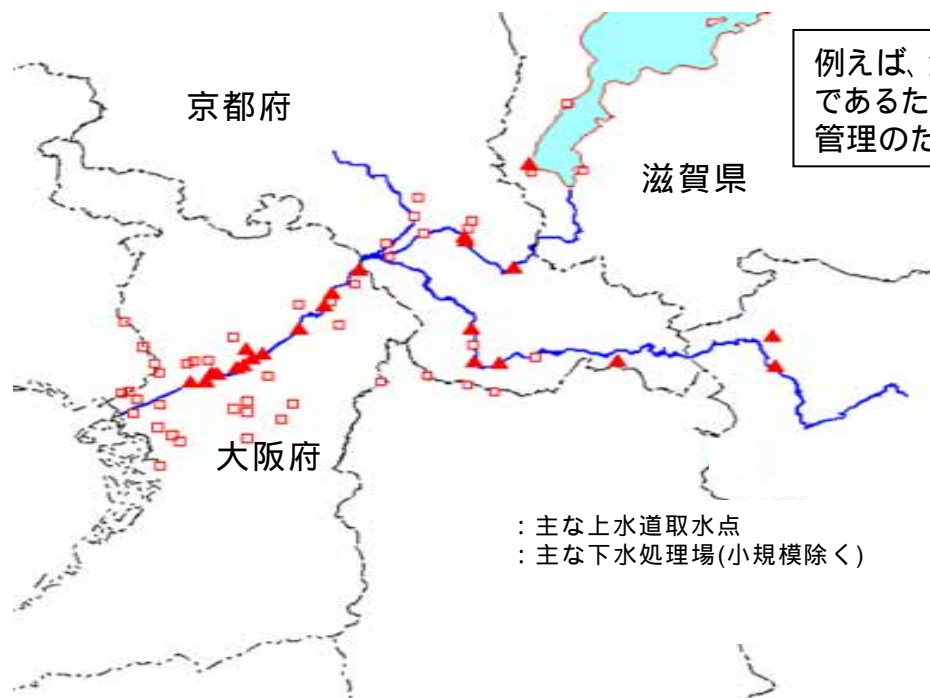 例えば、
であるた
管理のた
京都府
滋賀県
大阪府
：主な上水道取水点
：主な下水処理場(小規模除く)